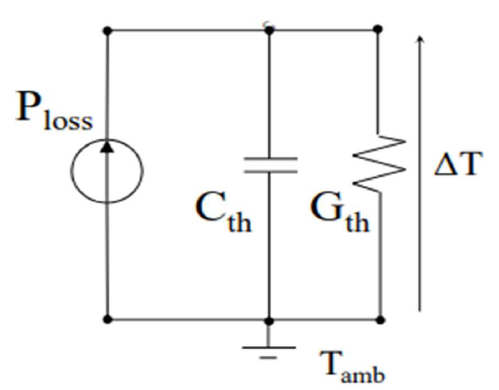 P_loss
C_th
G_th
ΔT
T_amb